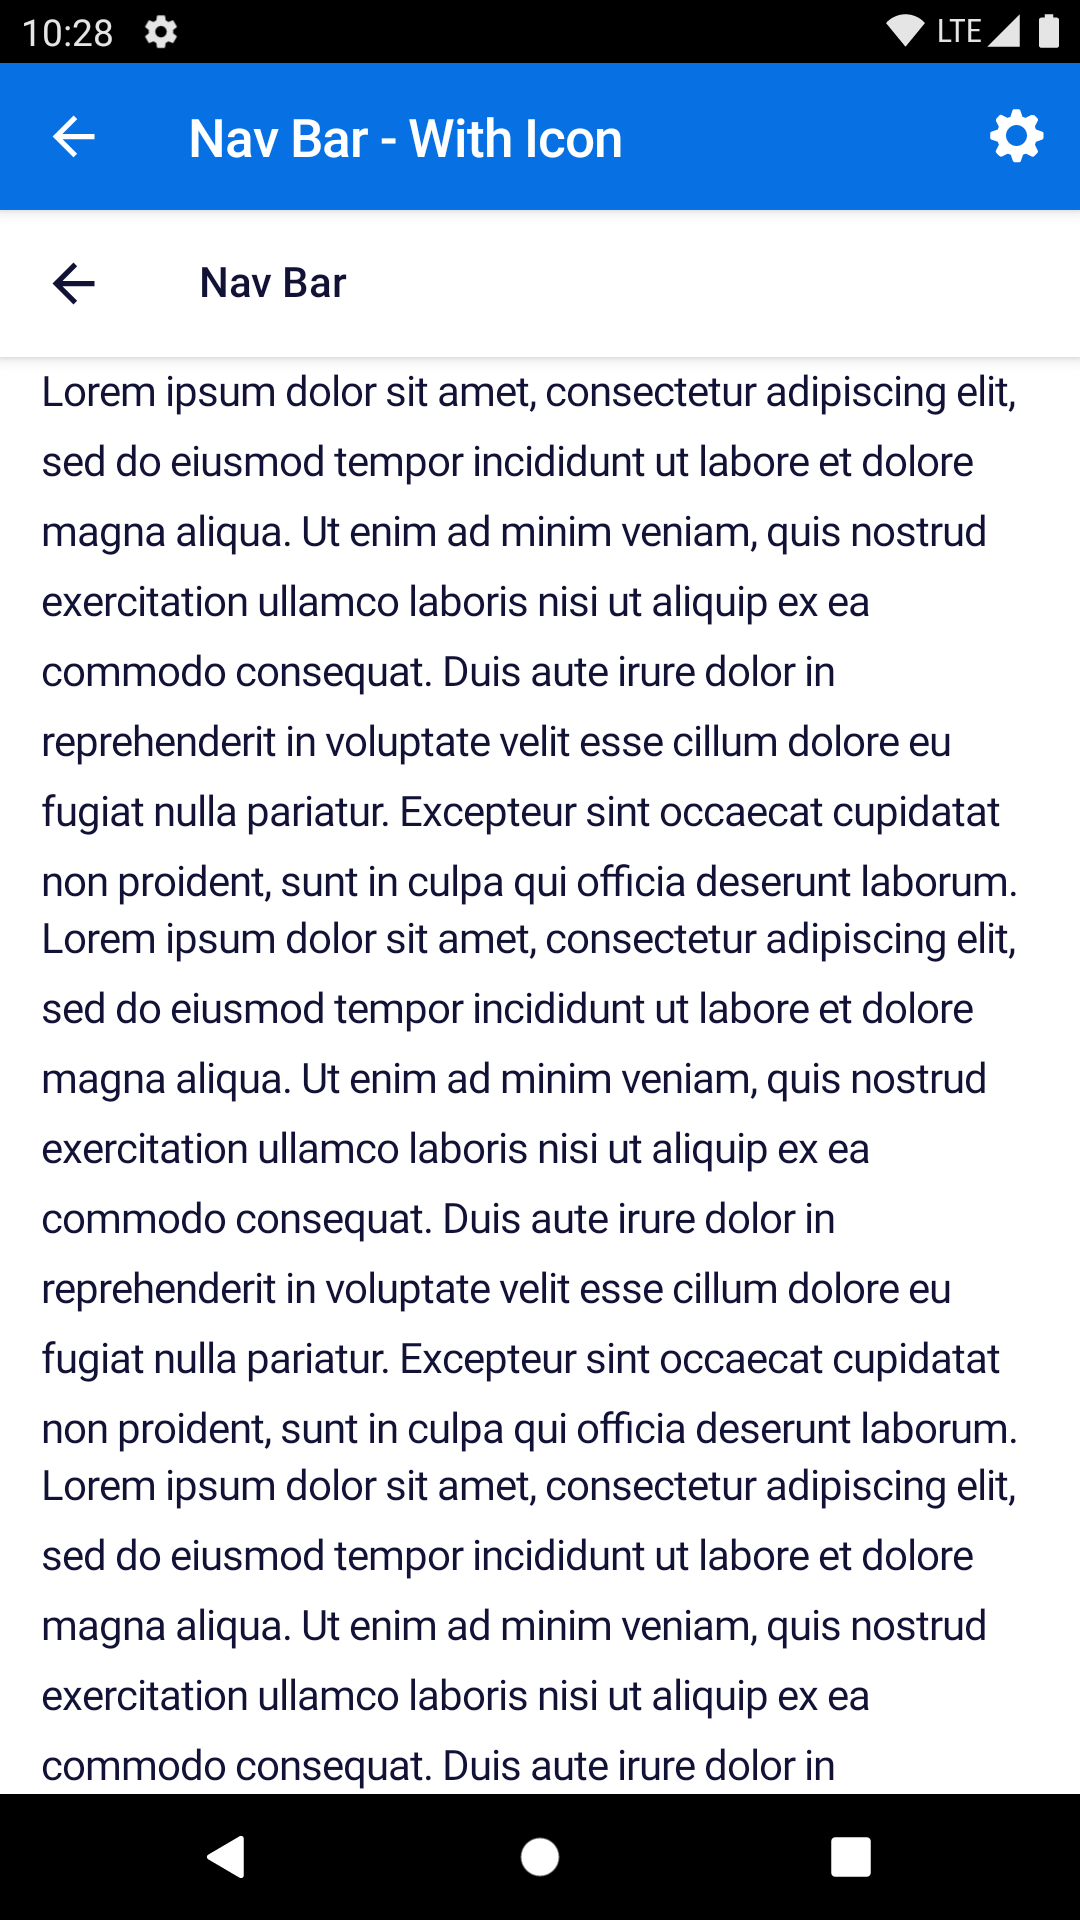 10:28 LTE
Nav Bar - With Icon
Nav Bar
Lorem ipsum dolor sit amet, consectetur adipiscing elit,
sed do eiusmod tempor incididunt ut labore et dolore
magna aliqua. Ut enim ad minim veniam, quis nostrud
exercitation ullamco laboris nisi ut aliquip ex ea
commodo consequat. Duis aute irure dolor in
reprehenderit in voluptate velit esse cillum dolore eu
fugiat nulla pariatur. Excepteur sint occaecat cupidatat
non proident, sunt in culpa qui officia deserunt laborum.
Lorem ipsum dolor sit amet, consectetur adipiscing elit,
sed do eiusmod tempor incididunt ut labore et dolore
magna aliqua. Ut enim ad minim veniam, quis nostrud
exercitation ullamco laboris nisi ut aliquip ex ea
commodo consequat. Duis aute irure dolor in
reprehenderit in voluptate velit esse cillum dolore eu
fugiat nulla pariatur. Excepteur sint occaecat cupidatat
non proident, sunt in culpa qui officia deserunt laborum.
Lorem ipsum dolor sit amet, consectetur adipiscing elit,
sed do eiusmod tempor incididunt ut labore et dolore
magna aliqua. Ut enim ad minim veniam, quis nostrud
exercitation ullamco laboris nisi ut aliquip ex ea
commodo consequat. Duis aute irure dolor in